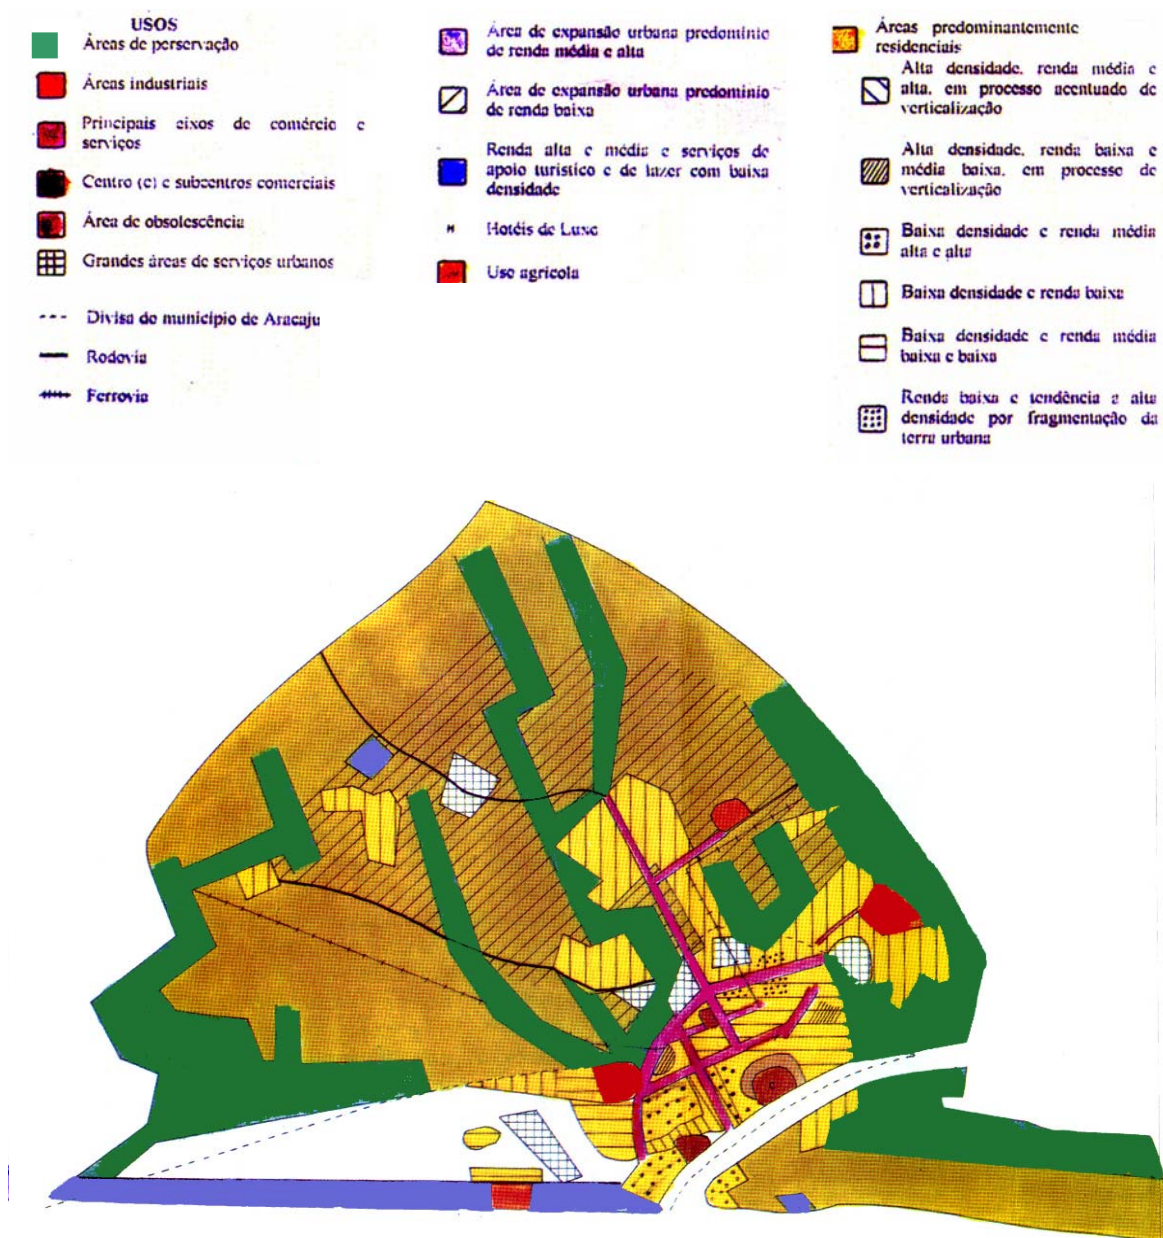 USOS
Áreas de perservação
Áreas industriais
Principais eixos de comércio e
serviços
Centro (c) e subcentros comerciais
Área de obsolescência
Grandes áreas de serviços urbanos
Divisa do município de Aracaju
Rodovia
Ferrovia
Área de expansão urbana predomínio
de renda média e alta
Área de expansão urbana predomínio
de renda baixa
Renda alta e média e serviços de
apoio turístico e de lazer com baixa
densidade
H Hotéis de Luxo
Uso agrícola
Áreas predominantemente
residenciais
Alta densidade, renda média e
alta, em processo acentuado de
verticalização
Alta densidade, renda baixa e
média baixa, em processo de
verticalização
Baixa densidade e renda média
alta e alta
Baixa densidade e renda baixa
Baixa densidade e renda média
baixa e baixa
Renda baixa e tendência a alta
densidade por fragmentação da
terra urbana